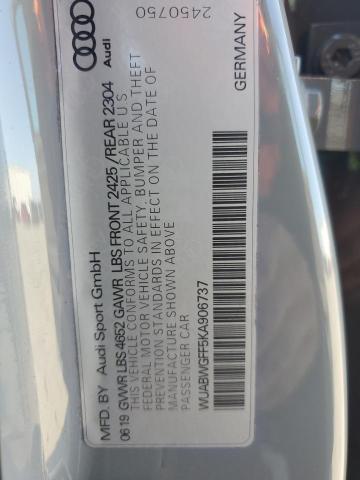 MFD. BY Audi Sport GmbH
0619 GVWR LBS 4652 GAWR LBS FRONT 2425 /REAR 2304
THIS VEHICLE CONFORMS TO ALL APPLICABLE U.S.
FEDERAL MOTOR VEHICLE SAFETY, BUMPER AND THEFT
PREVENTION STANDARDS IN EFFECT ON THE DATE OF
MANUFACTURE SHOWN ABOVE
PASSENGER CAR
WUABWGFF5KA906737
Audi
2450750
GERMANY